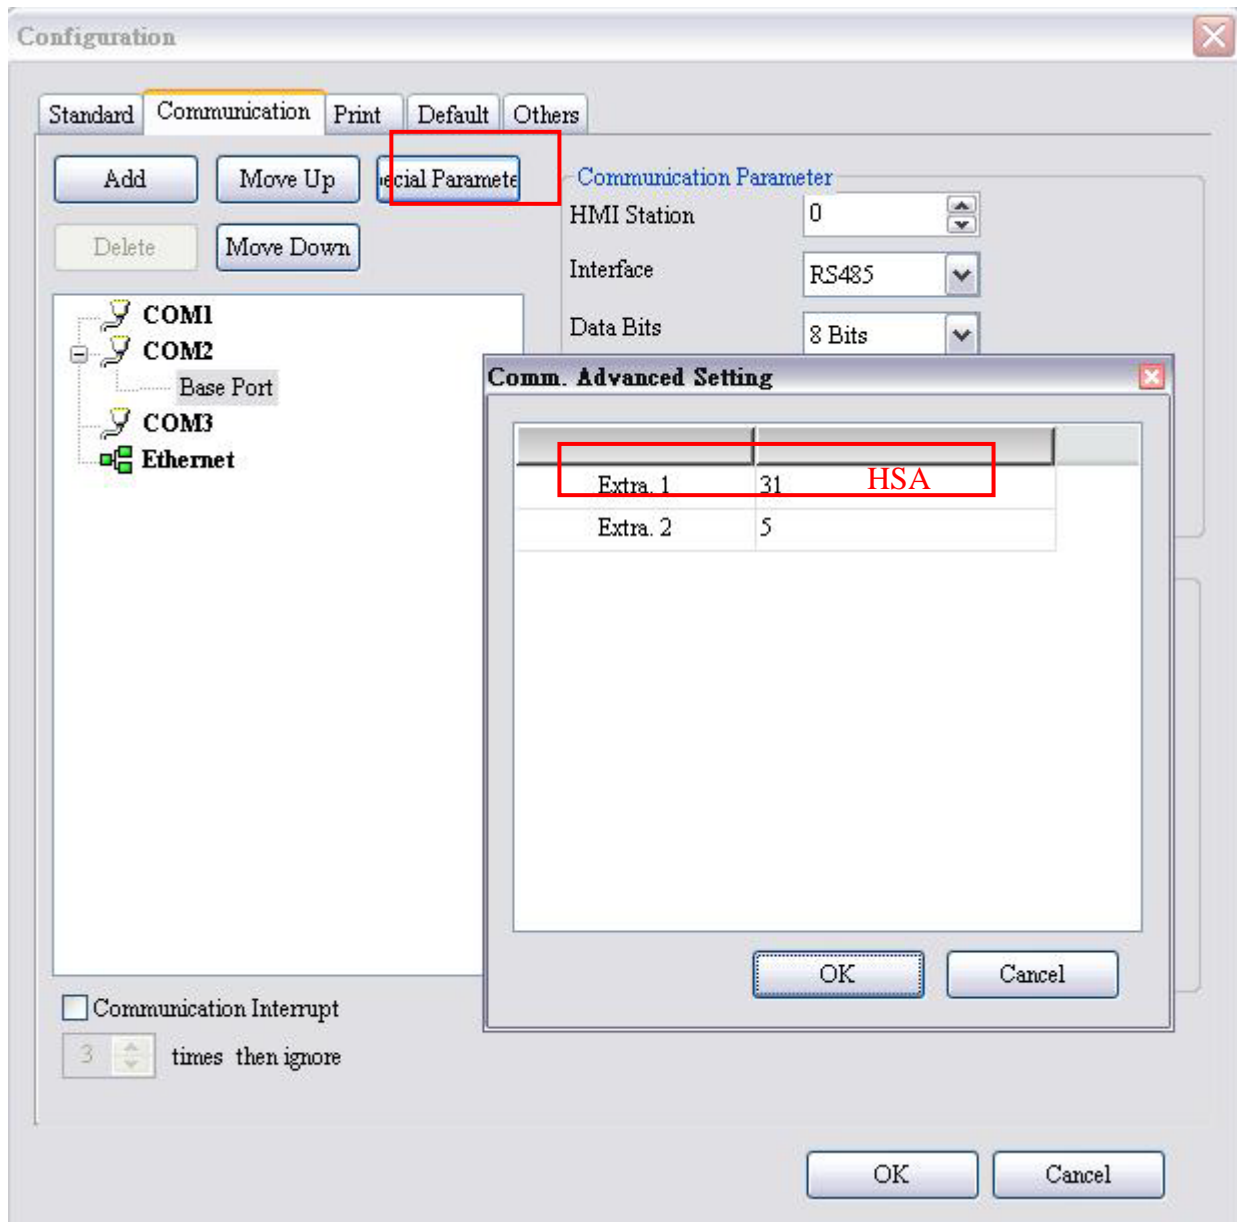 Configuration
Standard Communication Print Default Others
Add Move Up ecial Paramete
Delete Move Down
COM1
COM2
Base Port
COM3
Ethernet
Communication Parameter
HMI Station 0
Interface RS485
Data Bits 8 Bits
Comm. Advanced Setting
Extra. 1 31 HSA
Extra. 2 5
OK Cancel
Communication Interrupt
3 times then ignore
OK Cancel